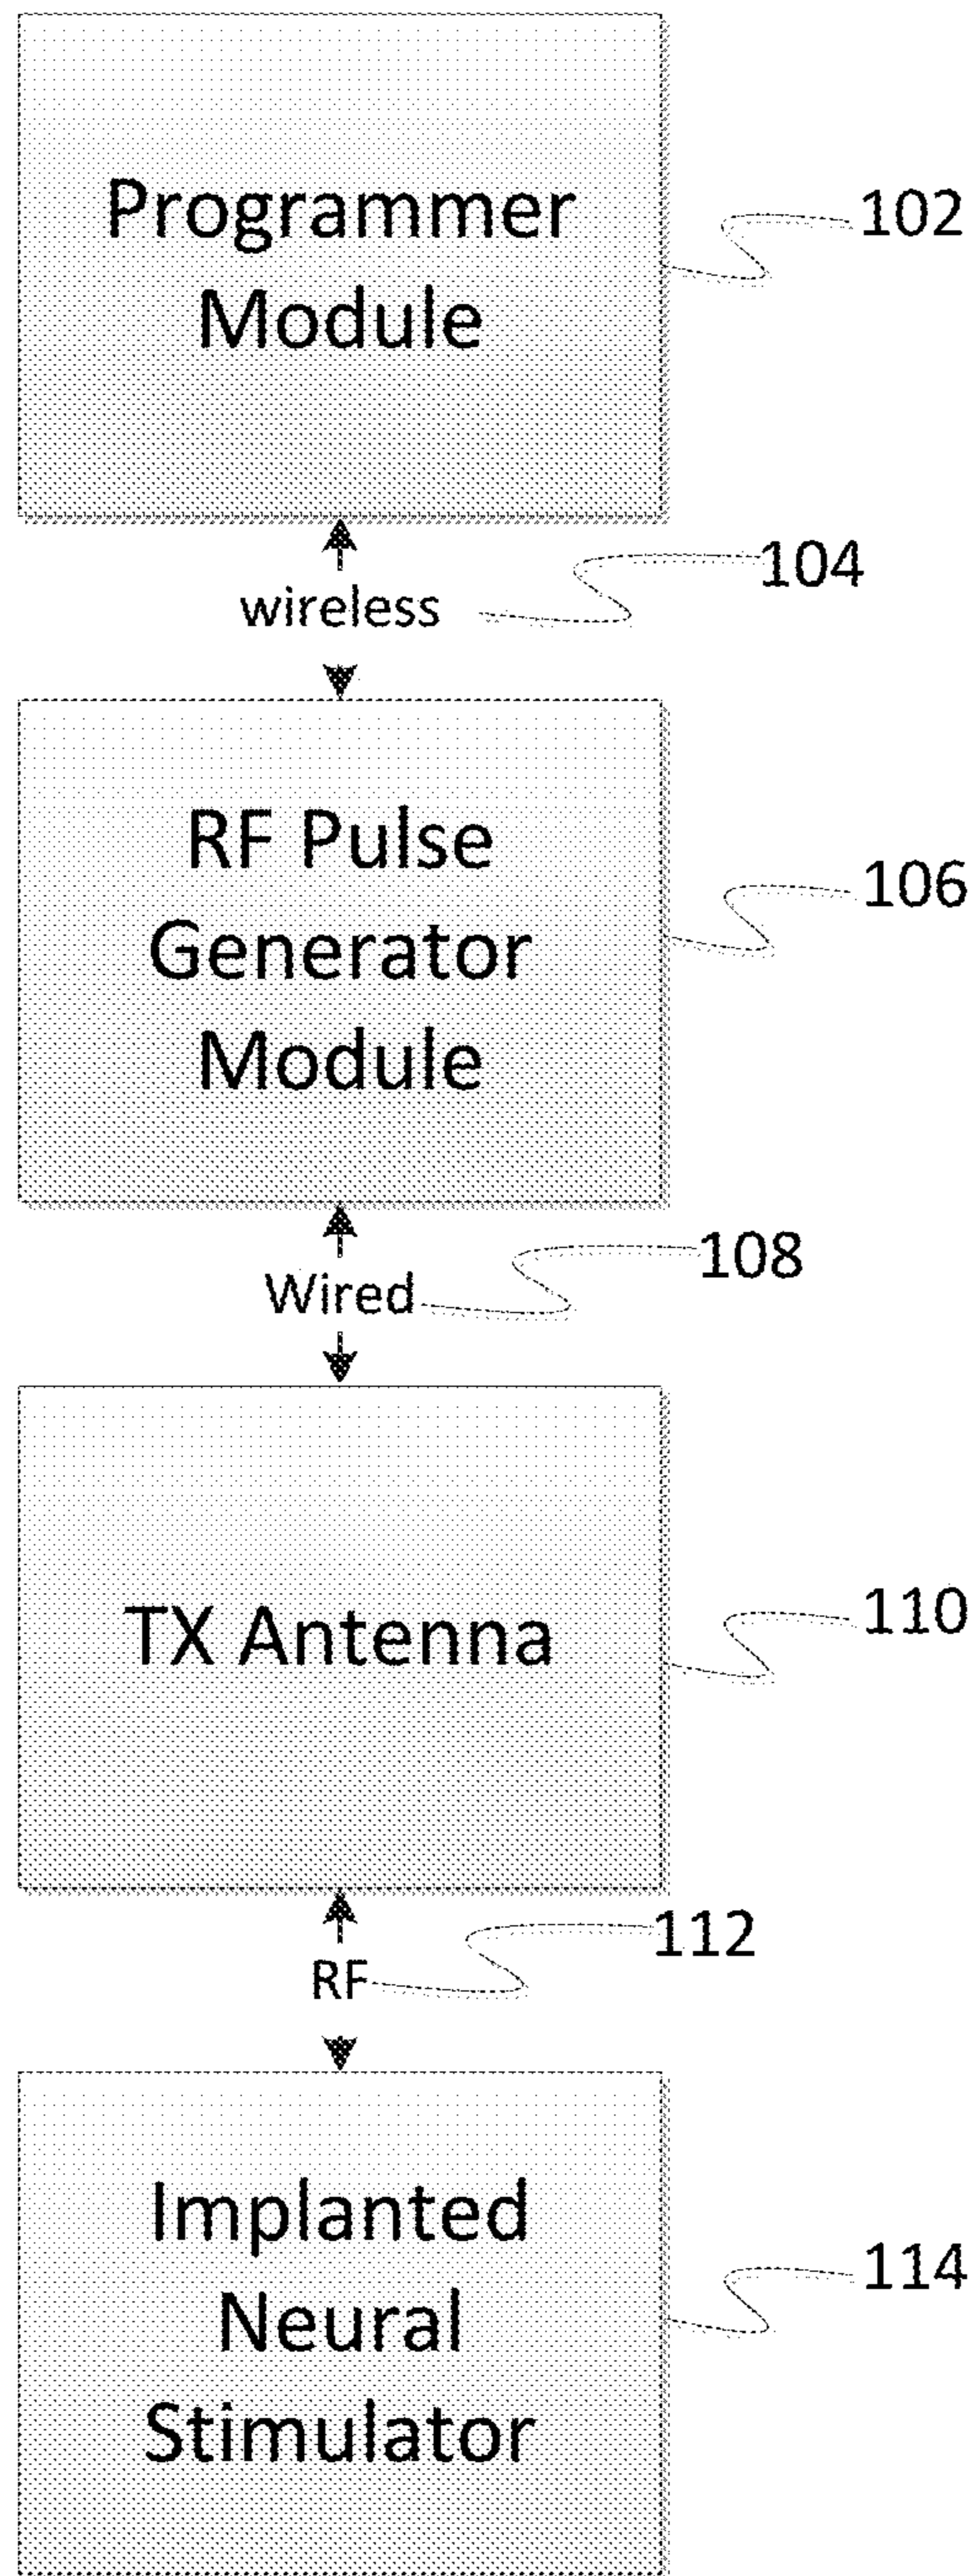 Programmer
Module
102
104
wireless
RF Pulse
Generator
Module
106
108
Wired
TX Antenna
110
112
RF
Implanted
Neural
Stimulator
114